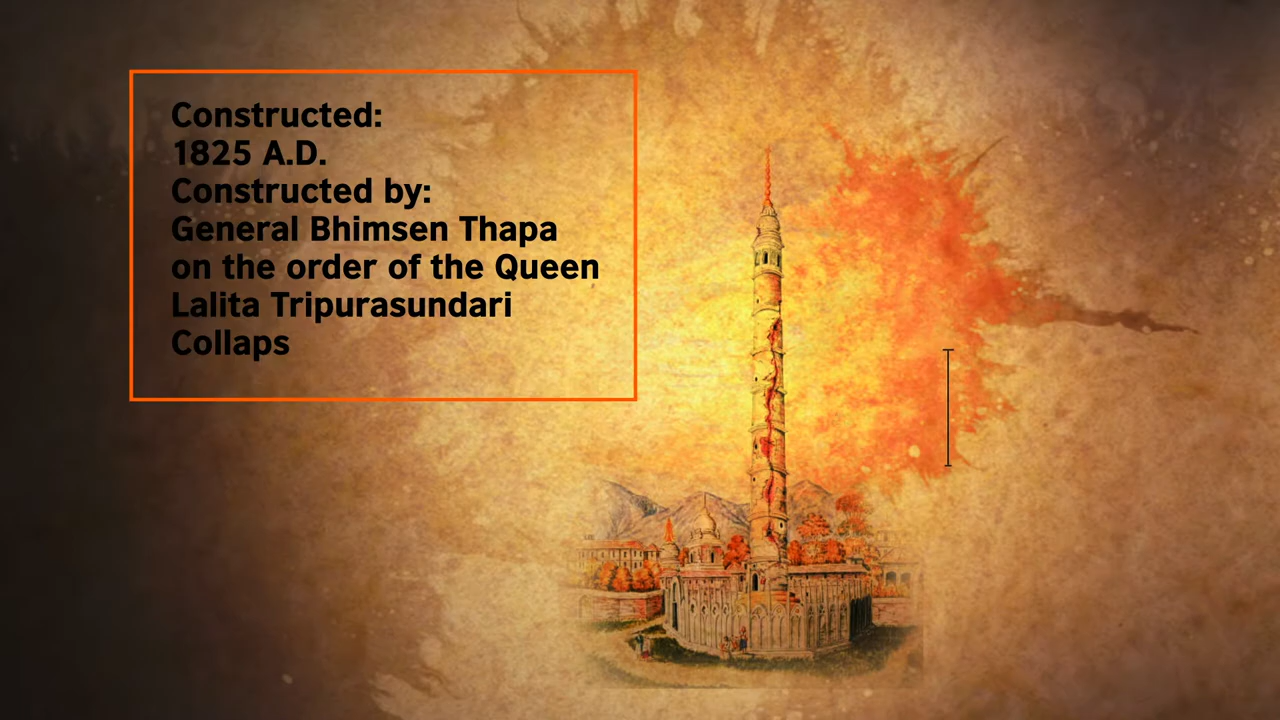 Constructed:
1825 A.D.
Constructed by:
General Bhimsen Thapa
on the order of the Queen
Lalita Tripurasundari
Collaps